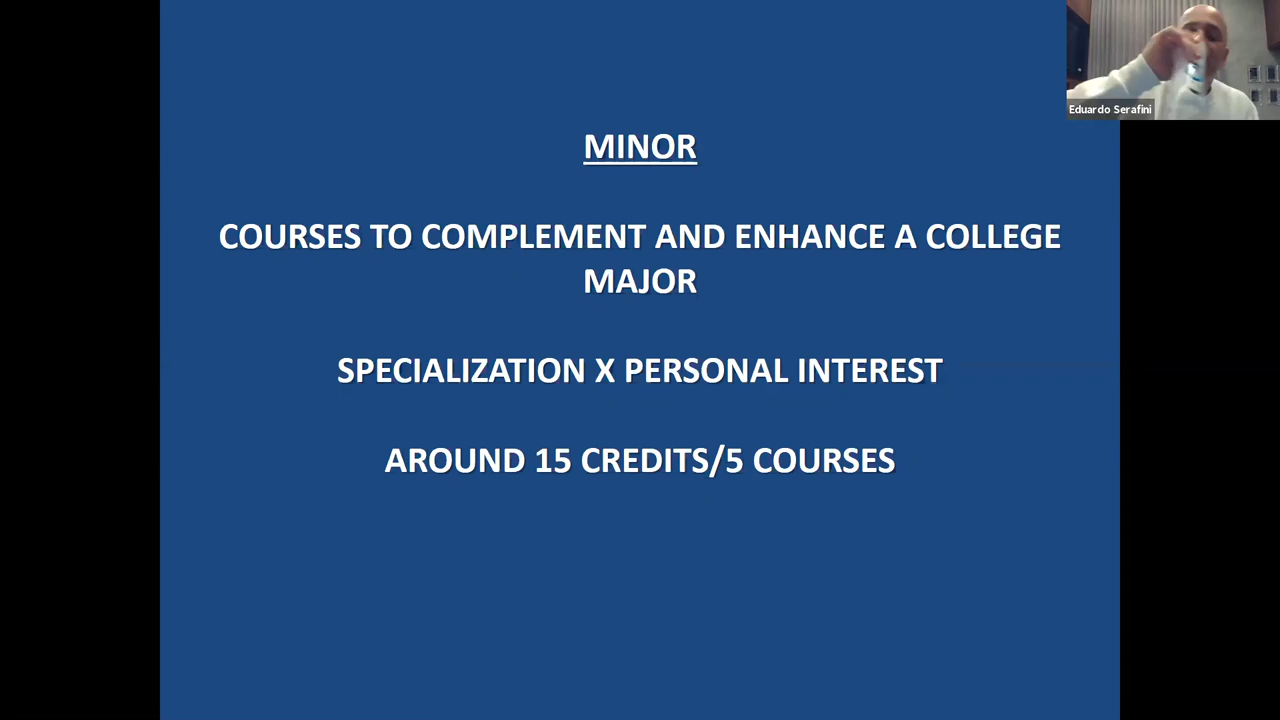 Eduardo Serafini
MINOR
COURSES TO COMPLEMENT AND ENHANCE A COLLEGE
MAJOR
SPECIALIZATION X PERSONAL INTEREST
AROUND 15 CREDITS/5 COURSES